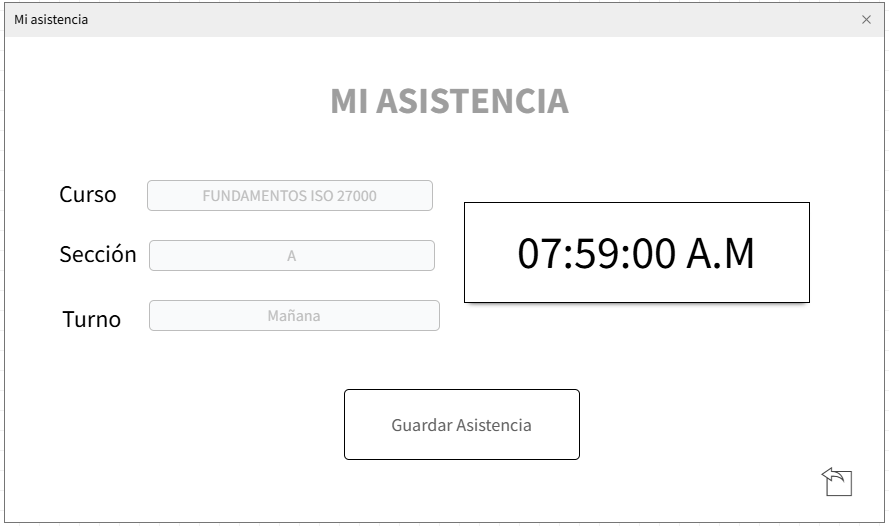 Mi asistencia
MI ASISTENCIA
Curso
FUNDAMENTOS ISO 27000
Sección
A
Turno
Mañana
07:59:00 A.M
Guardar Asistencia